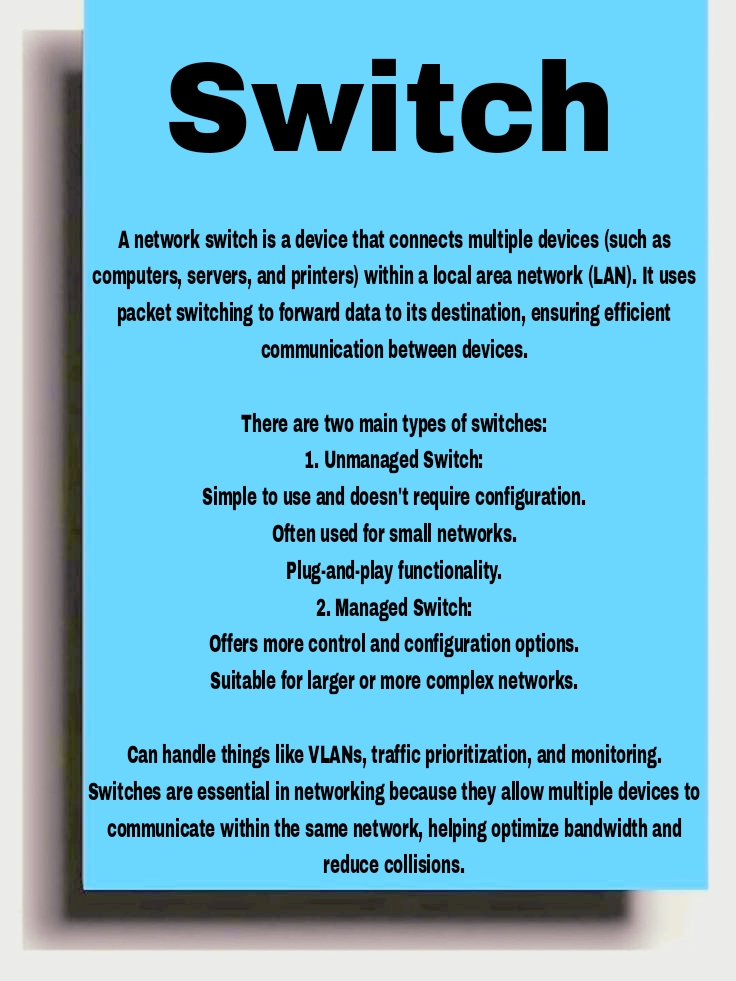 Switch
A network switch is a device that connects multiple devices (such as
computers, servers, and printers) within a local area network (LAN). It uses
packet switching to forward data to its destination, ensuring efficient
communication between devices.
There are two main types of switches:
1. Unmanaged Switch:
Simple to use and doesn't require configuration.
Often used for small networks.
Plug-and-play functionality.
2. Managed Switch:
Offers more control and configuration options.
Suitable for larger or more complex networks.
Can handle things like VLANs, traffic prioritization, and monitoring.
Switches are essential in networking because they allow multiple devices to
communicate within the same network, helping optimize bandwidth and
reduce collisions.